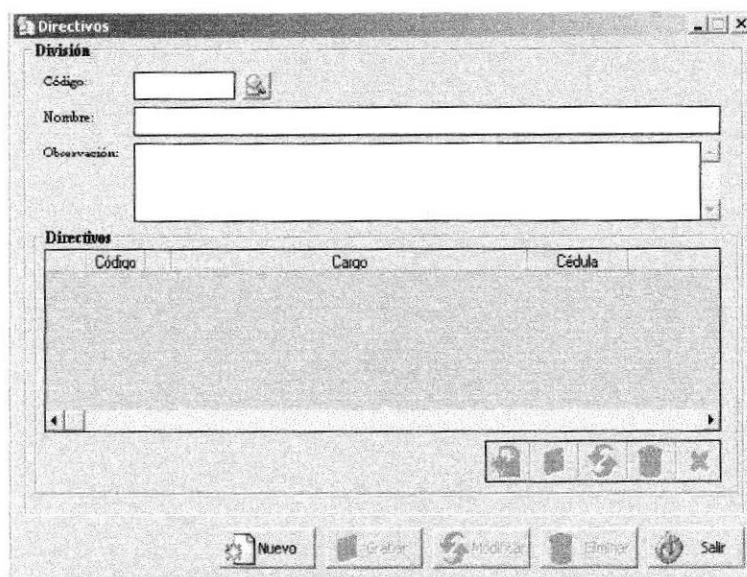 Directivos
División
Código:
Nombre:
Observación:
Directivos
Código Cargo Cédula
Nuevo Grabar Modificar Eliminar Salir